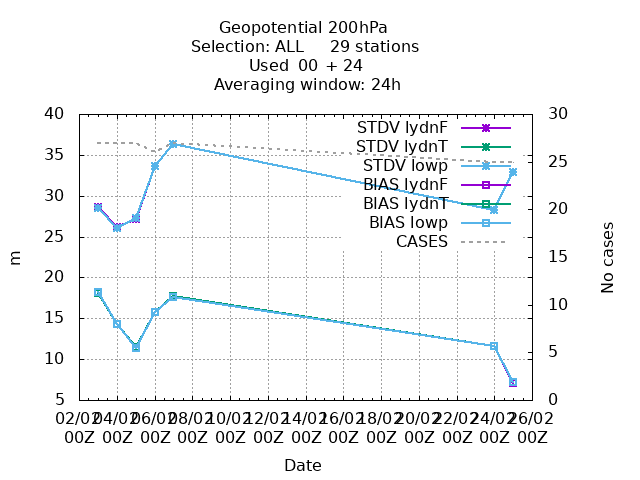 Geopotential 200hPa
Selection: ALL 29 stations
Used 00 + 24
Averaging window: 24h
40
35
30
25
20
15
10
5
m
30
25
20
15
10
5
0
No cases
STDV lydnF
STDV lydnT
STDV lowp
BIAS lydnF
BIAS lydnT
BIAS lowp
CASES
02/02 04/02 06/02 08/02 10/02 12/02 14/02 16/02 18/02 20/02 22/02 24/02 26/02
00Z 00Z 00Z 00Z 00Z 00Z 00Z 00Z 00Z 00Z 00Z 00Z 00Z
Date